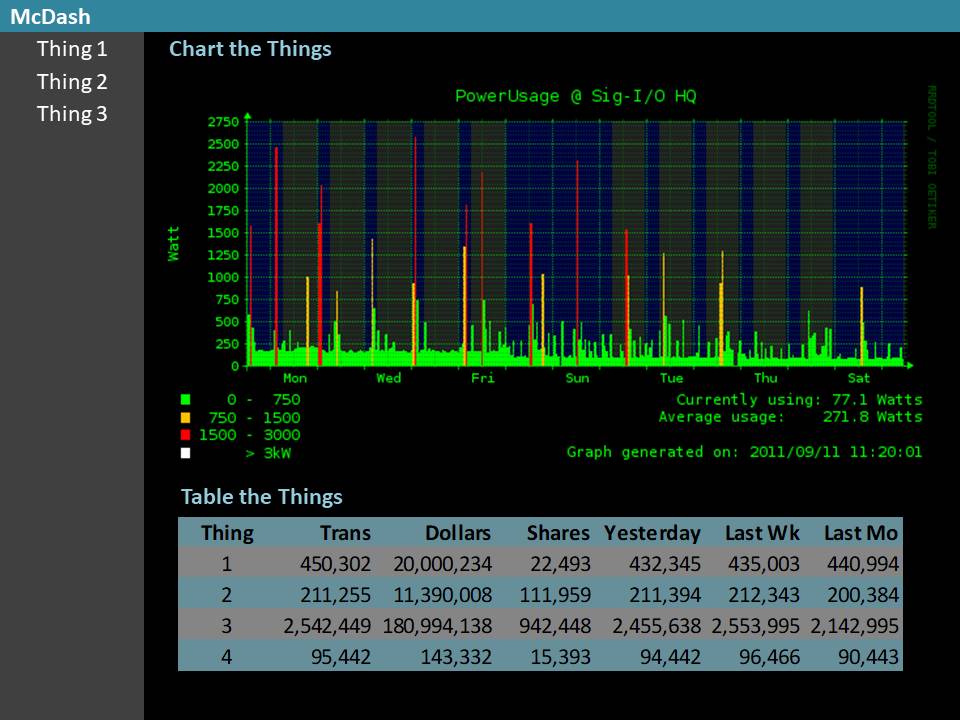 McDash
Thing 1
Thing 2
Thing 3
Chart the Things
PowerUsage @ Sig-I/O HQ
RRDTOOL / TOBI OETIKER
Watt
2750
2500
2250
2000
1750
1500
1250
1000
750
500
250
0
Mon Wed Fri Sun Tue Thu Sat
0 - 750
750 - 1500
1500 - 3000
> 3kW
Currently using: 77.1 Watts
Average usage: 271.8 Watts
Graph generated on: 2011/09/11 11:20:01
Table the Things
Thing Trans Dollars Shares Yesterday Last Wk Last Mo
1 450,302 20,000,234 22,493 432,345 435,003 440,994
2 211,255 11,390,008 111,959 211,394 212,343 200,384
3 2,542,449 180,994,138 942,448 2,455,638 2,553,995 2,142,995
4 95,442 143,332 15,393 94,442 96,466 90,443